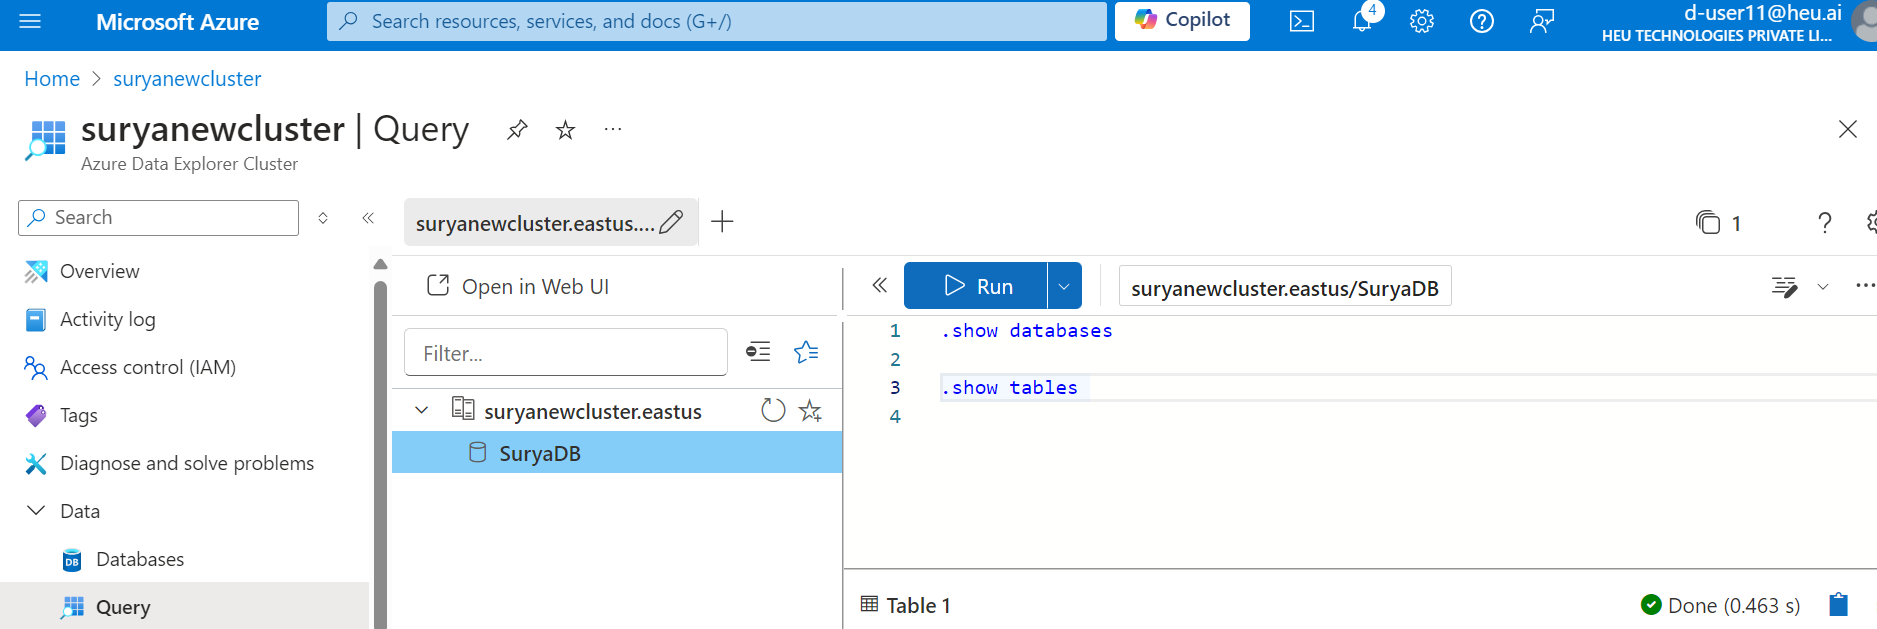 Microsoft Azure
Search resources, services, and docs (G+/)
Copilot
4
d-user11@heu.ai
HEU TECHNOLOGIES PRIVATE LI...
Home > suryanewcluster
suryanewcluster | Query
Azure Data Explorer Cluster
Search
Overview
Activity log
Access control (IAM)
Tags
Diagnose and solve problems
Data
DB
Databases
Query
suryanewcluster.eastus....
1
?
Open in Web UI
Run
suryanewcluster.eastus/SuryaDB
Filter...
suryanewcluster.eastus
SuryaDB
1 .show databases
2
3 .show tables
4
Table 1
Done (0.463 s)